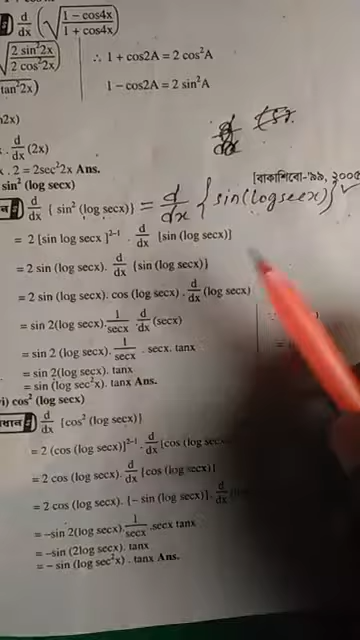 d/dx (√(1 − cos4x / 1 + cos4x))
√(2 sin²2x / 2 cos²2x) ∴ 1 + cos2A = 2 cos²A
tan²2x) 1 − cos2A = 2 sin²A
. d/dx (2x)
x . 2 = 2sec²2x Ans.
sin² (log secx)
[বাকাশিবো-'৯৯, ২০০৫
d/dx { sin² (log secx)} = d/dx {sin(logsecx)}
= 2 [sin log secx ]²⁻¹ . d/dx [sin (log secx)]
= 2 sin (log secx). d/dx {sin (log secx)}
= 2 sin (log secx). cos (log secx) . d/dx (log secx)
= sin 2(log secx) 1/secx . d/dx (secx)
= sin 2 (log secx). 1/secx . secx. tanx
= sin 2(log secx). tanx
= sin (log sec²x). tanx Ans.
i) cos² (log secx)
d/dx {cos² (log secx)}
= 2 (cos (log secx)]²⁻¹ . d/dx [cos (log secx
= 2 cos (log secx). d/dx [cos (log secx)]
= 2 cos (log secx). {− sin (log secx)}. d/dx
= −sin 2(log secx). 1/secx .secx tanx
= −sin (2log secx). tanx
= − sin (log sec²x) . tanx Ans.